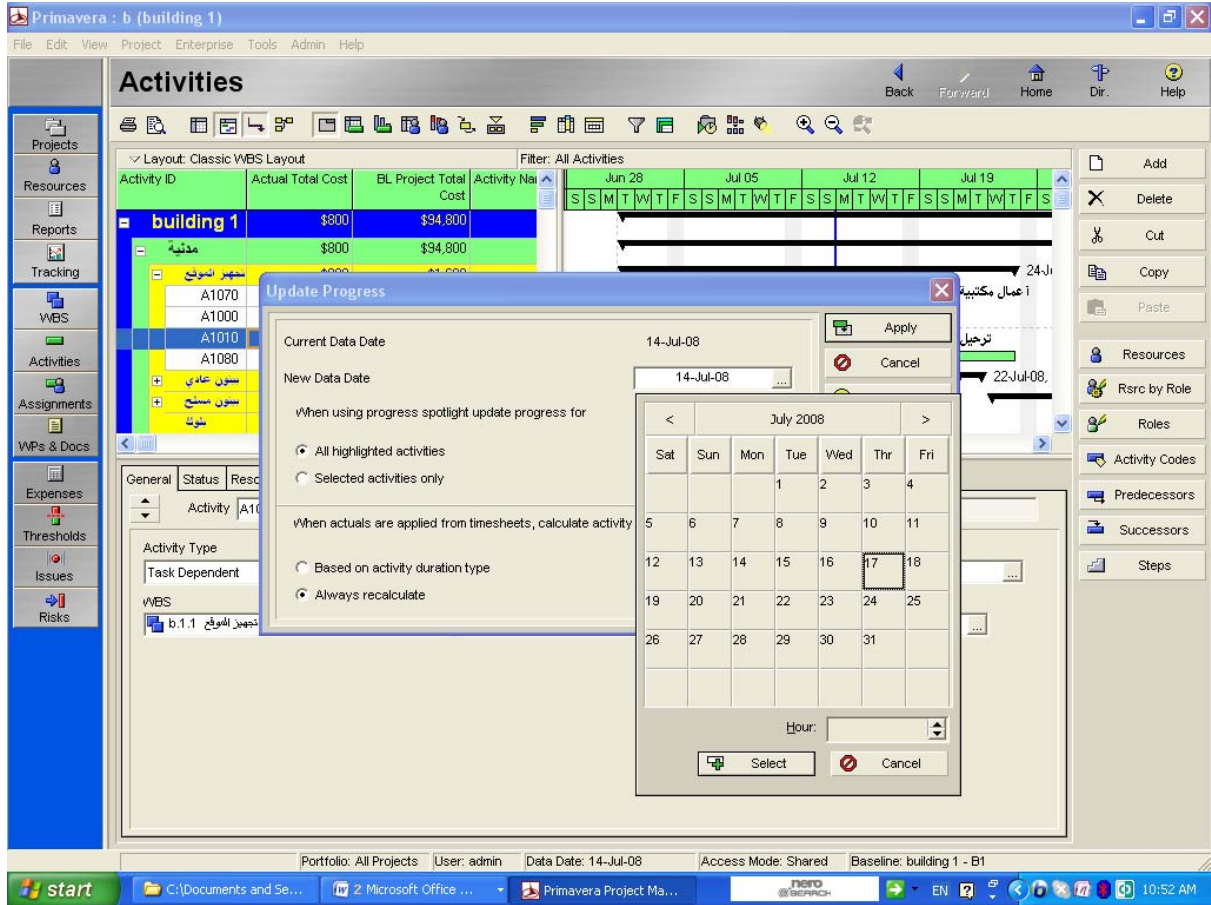 Primavera : b (building 1)
File Edit View Project Enterprise Tools Admin Help
Activities
Back Forward Home Dir. Help
Projects
Resources
Reports
Tracking
WBS
Activities
Assignments
WPs & Docs
Expenses
Thresholds
Issues
Risks
Layout: Classic WBS Layout Filter: All Activities
Activity ID Actual Total Cost BL Project Total Cost Activity Na
Jun 28 Jul 05 Jul 12 Jul 19
S S M T W T F S S M T W T F S S M T W T F S S M T W T F S
building 1 $800 $94,800
مدنية $800 $94,800
تجهيز الموقع
24-Ju
A1070 أعمال مكتبية
A1000
A1010 ترحيل
A1080
بيتون عادي 22-Jul-08,
بيتون مسلح
بلوك
Add
Delete
Cut
Copy
Paste
Resources
Rsrc by Role
Roles
Activity Codes
Predecessors
Successors
Steps
Update Progress
Current Data Date 14-Jul-08
New Data Date 14-Jul-08 ...
Apply
Cancel
When using progress spotlight update progress for
All highlighted activities
Selected activities only
When actuals are applied from timesheets, calculate activity
Based on activity duration type
Always recalculate
< July 2008 >
Sat Sun Mon Tue Wed Thr Fri
1 2 3 4
5 6 7 8 9 10 11
12 13 14 15 16 17 18
19 20 21 22 23 24 25
26 27 28 29 30 31
Hour:
Select Cancel
General Status Resc
Activity A10
Activity Type
Task Dependent ...
WBS
b.1.1 تجهيز الموقع ...
Portfolio: All Projects User: admin Data Date: 14-Jul-08 Access Mode: Shared Baseline: building 1 - B1
start C:\Documents and Se... 2 Microsoft Office ... Primavera Project Ma... nero SEARCH EN 10:52 AM